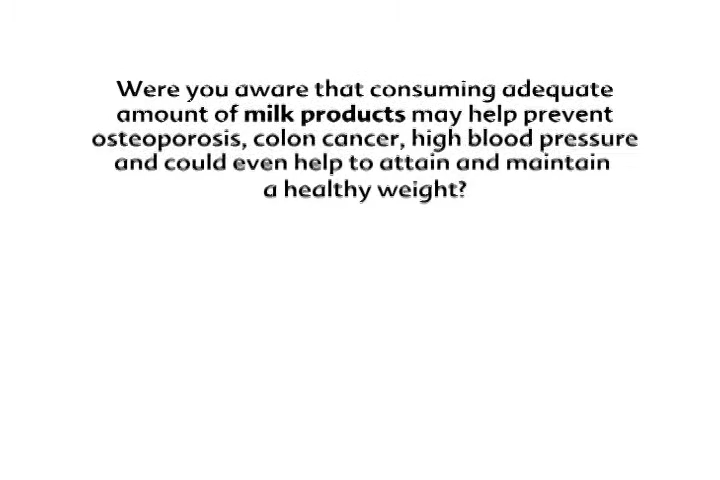 Were you aware that consuming adequate
amount of milk products may help prevent
osteoporosis, colon cancer, high blood pressure
and could even help to attain and maintain
a healthy weight?